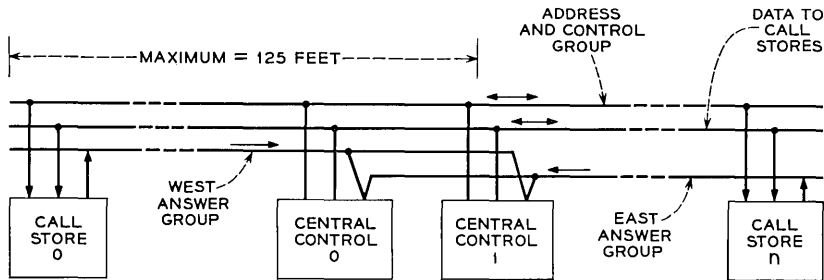 ADDRESS
AND CONTROL
GROUP
DATA TO
CALL
STORES
MAXIMUM = 125 FEET
WEST
ANSWER
GROUP
EAST
ANSWER
GROUP
CALL
STORE
0
CENTRAL
CONTROL
0
CENTRAL
CONTROL
1
CALL
STORE
n